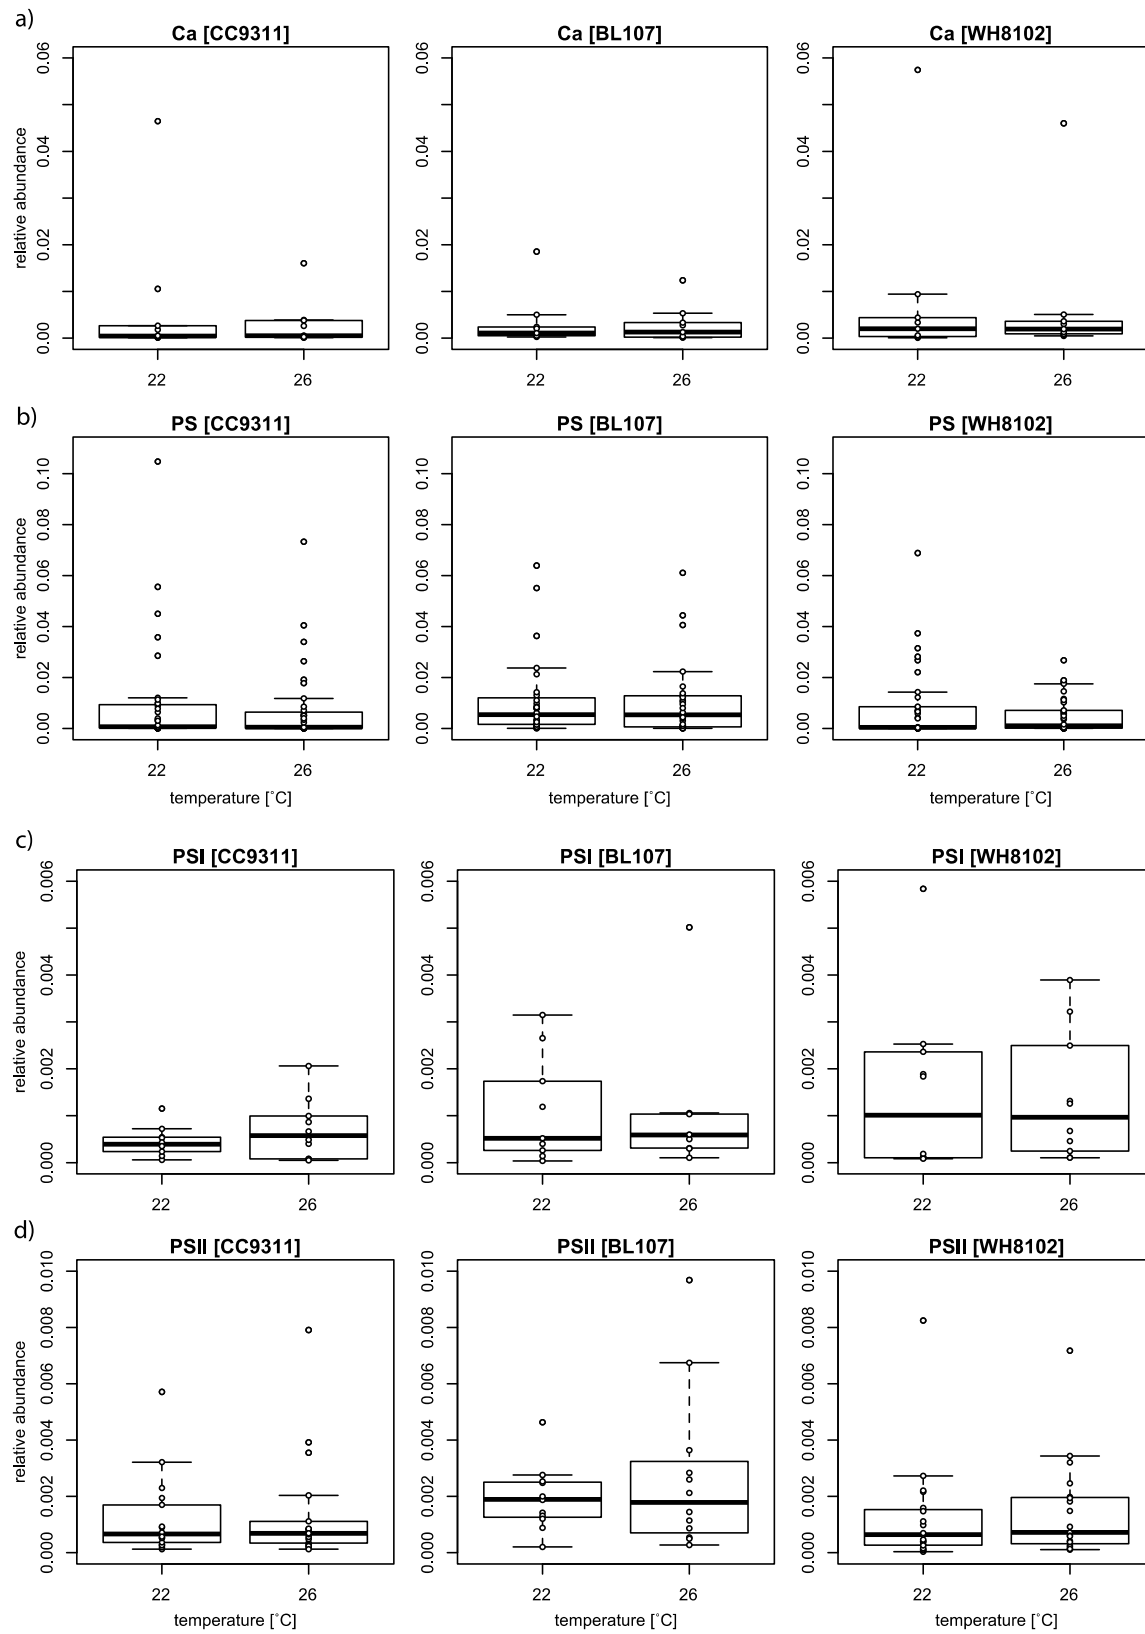 a)
Ca [CC9311] Ca [BL107] Ca [WH8102]
relative abundance
0.00 0.02 0.04 0.06
0.00 0.02 0.04 0.06
0.00 0.02 0.04 0.06
22 26 22 26 22 26
b)
PS [CC9311] PS [BL107] PS [WH8102]
relative abundance
0.00 0.02 0.04 0.06 0.08 0.10
0.00 0.02 0.04 0.06 0.08 0.10
0.00 0.02 0.04 0.06 0.08 0.10
22 26 22 26 22 26
temperature [˚C] temperature [˚C] temperature [˚C]
c)
PSI [CC9311] PSI [BL107] PSI [WH8102]
relative abundance
0.000 0.002 0.004 0.006
0.000 0.002 0.004 0.006
0.000 0.002 0.004 0.006
22 26 22 26 22 26
d)
PSII [CC9311] PSII [BL107] PSII [WH8102]
relative abundance
0.000 0.002 0.004 0.006 0.008 0.010
0.000 0.002 0.004 0.006 0.008 0.010
0.000 0.002 0.004 0.006 0.008 0.010
22 26 22 26 22 26
temperature [˚C] temperature [˚C] temperature [˚C]